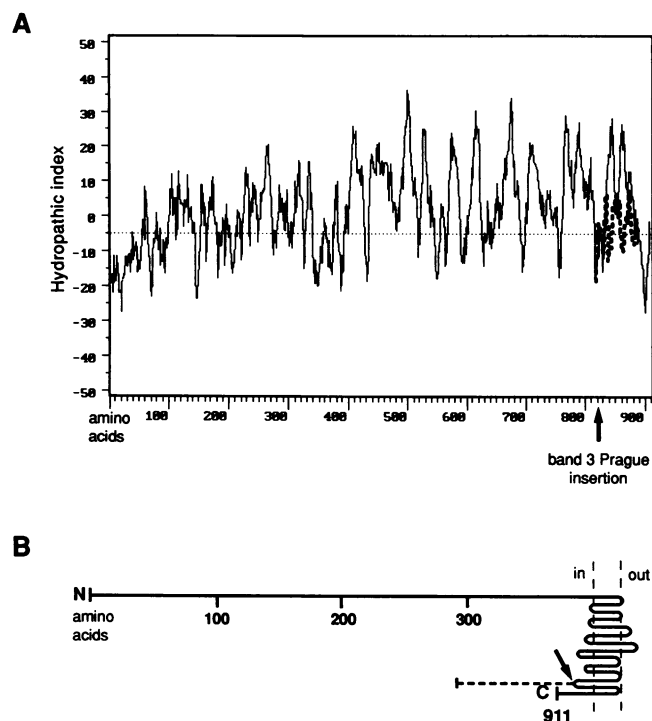 A
Hydropathic index
50
40
30
20
10
0
-10
-20
-30
-40
-50
amino acids 100 200 300 400 500 600 700 800 900
band 3 Prague
insertion
B
in out
N
amino acids 100 200 300
C
911